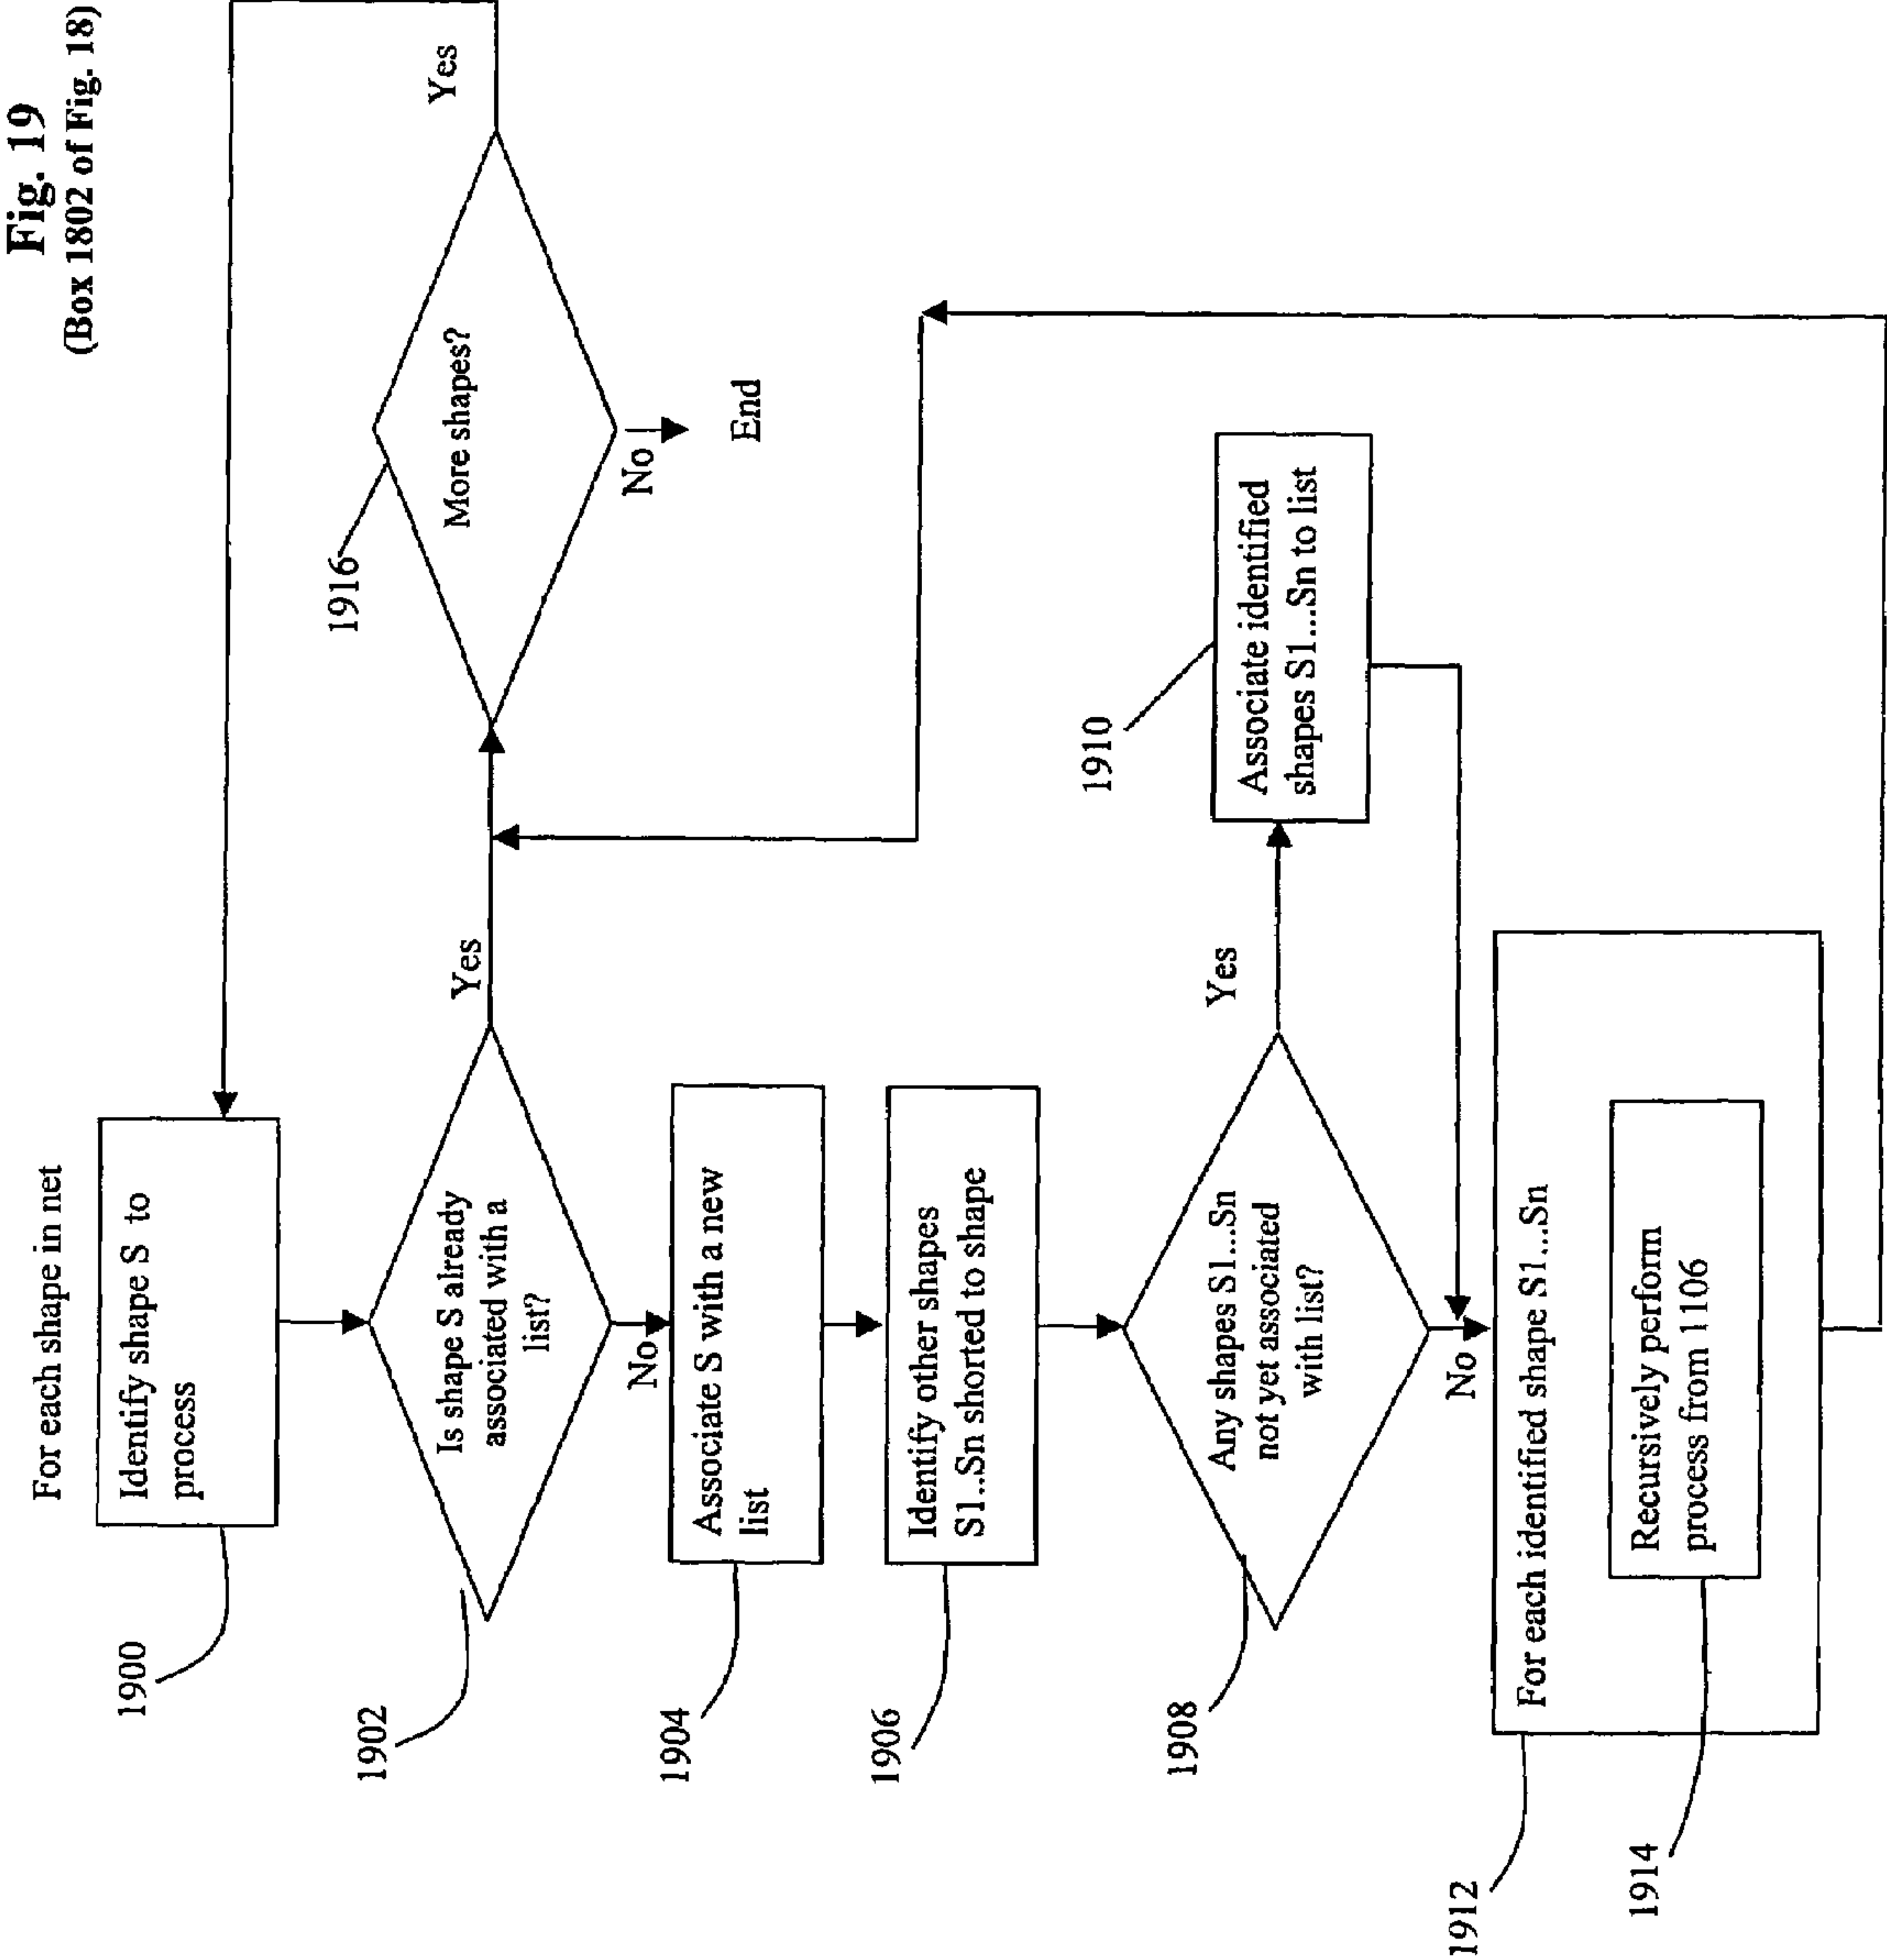 Fig. 19
(Box 1802 of Fig. 18)
For each shape in net
1900
Identify shape S to
process
1902
Is shape S already
associated with a
list?
Yes
No
1916
More shapes?
Yes
No
End
1904
Associate S with a new
list
1906
Identify other shapes
S1..Sn shorted to shape
1908
Any shapes S1...Sn
not yet associated
with list?
Yes
No
1910
Associate identified
shapes S1...Sn to list
1912
For each identified shape S1...Sn
1914
Recursively perform
process from 1106